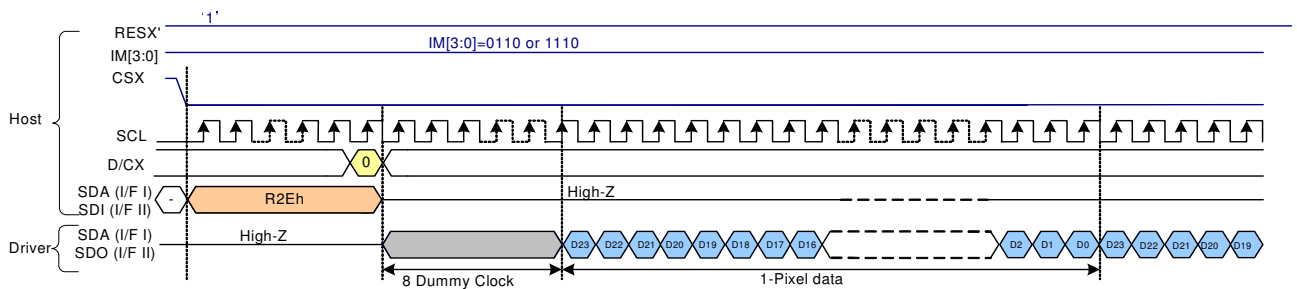 ‘1’
RESX’
IM[3:0]=0110 or 1110
IM[3:0]
CSX
Host
SCL
D/CX
0
SDA (I/F I)
SDI (I/F II)
-
R2Eh
High-Z
Driver
SDA (I/F I)
SDO (I/F II)
High-Z
D23 D22 D21 D20 D19 D18 D17 D16 D2 D1 D0 D23 D22 D21 D20 D19
8 Dummy Clock
1-Pixel data